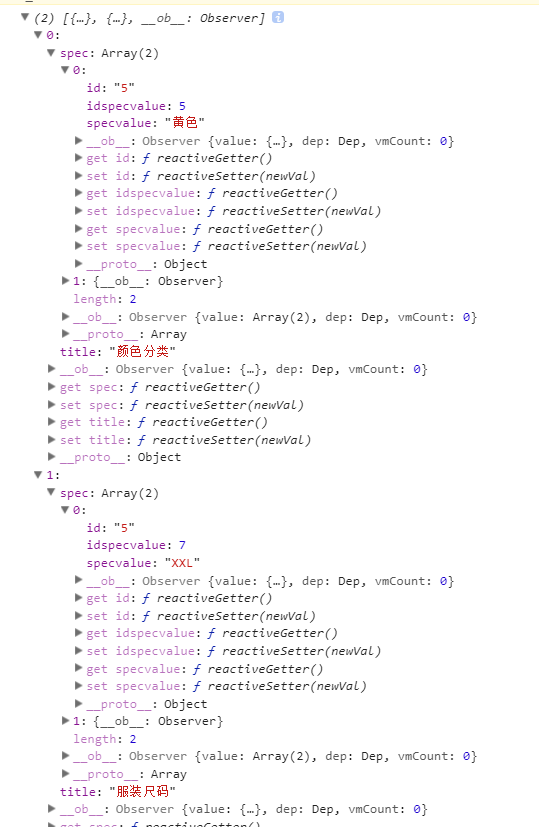 (2) [{…}, {…}, __ob__: Observer]
0:
spec: Array(2)
0:
id: "5"
idspecvalue: 5
specvalue: "黄色"
__ob__: Observer {value: {…}, dep: Dep, vmCount: 0}
get id: ƒ reactiveGetter()
set id: ƒ reactiveSetter(newVal)
get idspecvalue: ƒ reactiveGetter()
set idspecvalue: ƒ reactiveSetter(newVal)
get specvalue: ƒ reactiveGetter()
set specvalue: ƒ reactiveSetter(newVal)
__proto__: Object
1: {__ob__: Observer}
length: 2
__ob__: Observer {value: Array(2), dep: Dep, vmCount: 0}
__proto__: Array
title: "颜色分类"
__ob__: Observer {value: {…}, dep: Dep, vmCount: 0}
get spec: ƒ reactiveGetter()
set spec: ƒ reactiveSetter(newVal)
get title: ƒ reactiveGetter()
set title: ƒ reactiveSetter(newVal)
__proto__: Object
1:
spec: Array(2)
0:
id: "5"
idspecvalue: 7
specvalue: "XXL"
__ob__: Observer {value: {…}, dep: Dep, vmCount: 0}
get id: ƒ reactiveGetter()
set id: ƒ reactiveSetter(newVal)
get idspecvalue: ƒ reactiveGetter()
set idspecvalue: ƒ reactiveSetter(newVal)
get specvalue: ƒ reactiveGetter()
set specvalue: ƒ reactiveSetter(newVal)
__proto__: Object
1: {__ob__: Observer}
length: 2
__ob__: Observer {value: Array(2), dep: Dep, vmCount: 0}
__proto__: Array
title: "服装尺码"
__ob__: Observer {value: {…}, dep: Dep, vmCount: 0}
get spec: ƒ reactiveGetter()